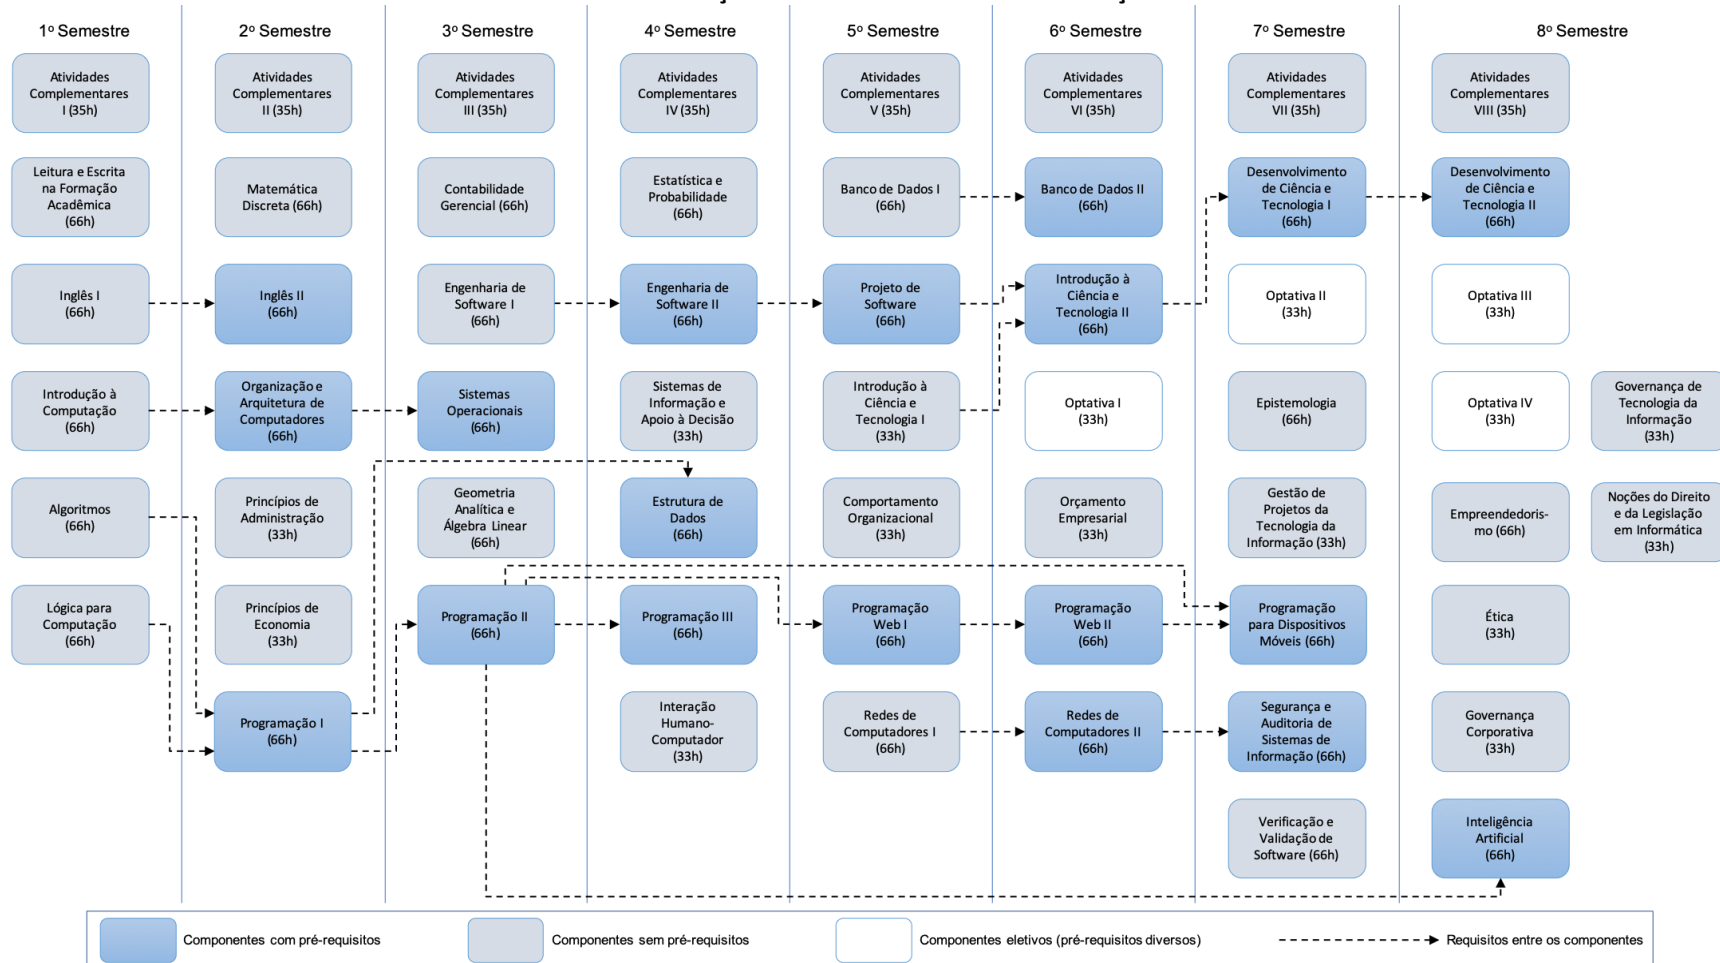 1º Semestre
2º Semestre
3º Semestre
4º Semestre
5º Semestre
6º Semestre
7º Semestre
8º Semestre
Atividades
Complementares
I (35h)
Atividades
Complementares
II (35h)
Atividades
Complementares
III (35h)
Atividades
Complementares
IV (35h)
Atividades
Complementares
V (35h)
Atividades
Complementares
VI (35h)
Atividades
Complementares
VII (35h)
Atividades
Complementares
VIII (35h)
Leitura e Escrita
na Formação
Acadêmica
(66h)
Matemática
Discreta (66h)
Contabilidade
Gerencial (66h)
Estatística e
Probabilidade
(66h)
Banco de Dados I
(66h)
Banco de Dados II
(66h)
Desenvolvimento
de Ciência e
Tecnologia I
(66h)
Desenvolvimento
de Ciência e
Tecnologia II
(66h)
Inglês I
(66h)
Inglês II
(66h)
Engenharia de
Software I
(66h)
Engenharia de
Software II
(66h)
Projeto de
Software
(66h)
Introdução à
Ciência e
Tecnologia II
(66h)
Optativa II
(33h)
Optativa III
(33h)
Introdução à
Computação
(66h)
Organização e
Arquitetura de
Computadores
(66h)
Sistemas
Operacionais
(66h)
Sistemas de
Informação e
Apoio à Decisão
(33h)
Introdução à
Ciência e
Tecnologia I
(33h)
Optativa I
(33h)
Epistemologia
(66h)
Optativa IV
(33h)
Governança de
Tecnologia da
Informação
(33h)
Algoritmos
(66h)
Princípios de
Administração
(33h)
Geometria
Analítica e
Álgebra Linear
(66h)
Estrutura de
Dados
(66h)
Comportamento
Organizacional
(33h)
Orçamento
Empresarial
(33h)
Gestão de
Projetos da
Tecnologia da
Informação (33h)
Empreendedoris-
mo (66h)
Noções do Direito
e da Legislação
em Informática
(33h)
Lógica para
Computação
(66h)
Princípios de
Economia
(33h)
Programação II
(66h)
Programação III
(66h)
Programação
Web I
(66h)
Programação
Web II
(66h)
Programação
para Dispositivos
Móveis (66h)
Ética
(33h)
Programação I
(66h)
Interação
Humano-
Computador
(33h)
Redes de
Computadores I
(66h)
Redes de
Computadores II
(66h)
Segurança e
Auditoria de
Sistemas de
Informação (66h)
Governança
Corporativa
(33h)
Verificação e
Validação de
Software (66h)
Inteligência
Artificial
(66h)
Componentes com pré-requisitos
Componentes sem pré-requisitos
Componentes eletivos (pré-requisitos diversos)
Requisitos entre os componentes